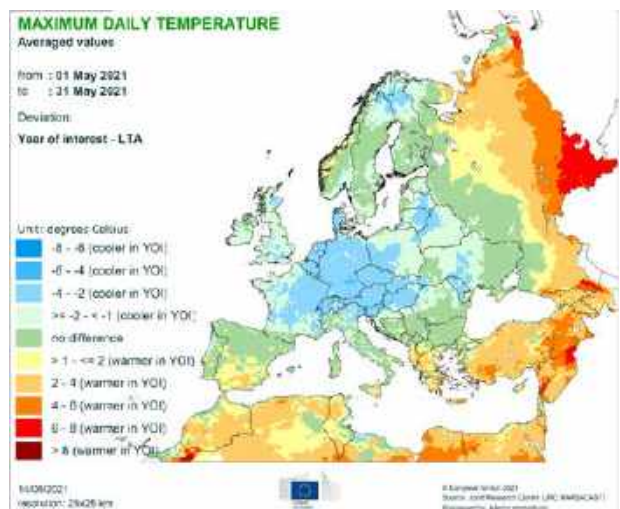 MAXIMUM DAILY TEMPERATURE
Averaged values
from : 01 May 2021
to : 31 May 2021
Deviation:
Year of interest - LTA
Unit: degrees Celsius
-8 - -6 (cooler in YOI)
-6 - -4 (cooler in YOI)
-4 - -2 (cooler in YOI)
>= -2 - < -1 (cooler in YOI)
no difference
> 1 - <= 2 (warmer in YOI)
2 - 4 (warmer in YOI)
4 - 6 (warmer in YOI)
6 - 8 (warmer in YOI)
> 8 (warmer in YOI)
/06/2021
resolution: 25x25 km
© European Union 2021
Source: Joint Research Centre